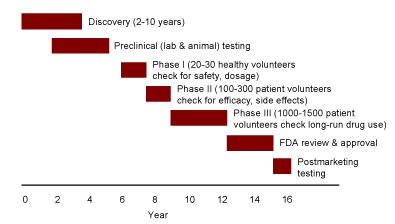 Discovery (2-10 years)
Preclinical (lab & animal) testing
Phase I (20-30 healthy volunteers
check for safety, dosage)
Phase II (100-300 patient volunteers
check for efficacy, side effects)
Phase III (1000-1500 patient
volunteers check long-run drug use)
FDA review & approval
Postmarketing
testing
0 2 4 6 8 10 12 14 16
Year